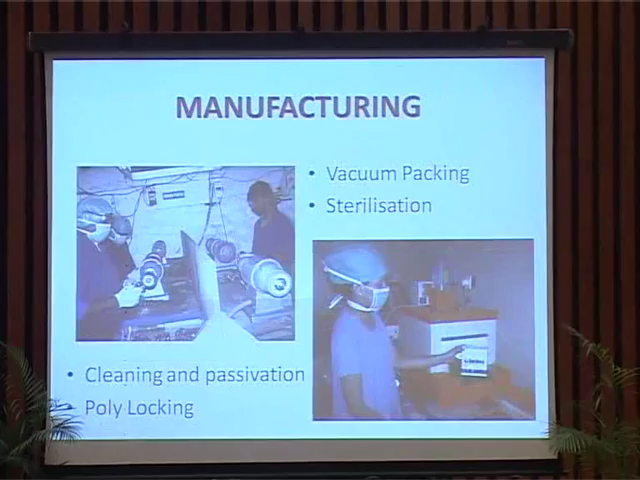 MANUFACTURING
• Vacuum Packing
• Sterilisation
• Cleaning and passivation
• Poly Locking